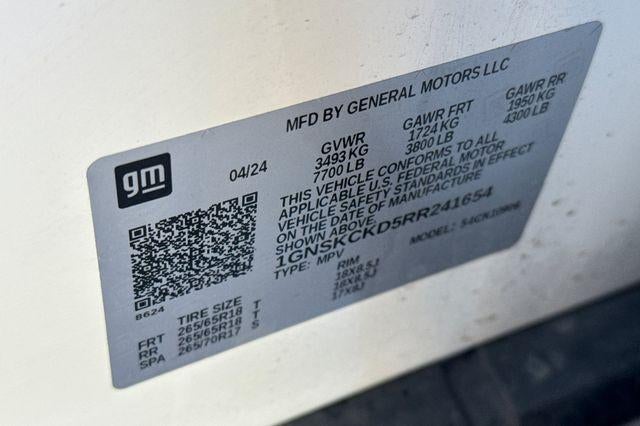 MFD BY GENERAL MOTORS LLC
gm
04/24
GVWR GAWR FRT GAWR RR
3493 KG 1724 KG 1950 KG
7700 LB 3800 LB 4300 LB
THIS VEHICLE CONFORMS TO ALL
APPLICABLE U.S. FEDERAL MOTOR
VEHICLE SAFETY STANDARDS IN EFFECT
ON THE DATE OF MANUFACTURE
SHOWN ABOVE.
1GNSKCKD5RR241654
TYPE: MPV MODEL:
8624
TIRE SIZE RIM
FRT 265/65R18 T 18X8.5J
RR 265/65R18 T 18X8.5J
SPA 265/70R17 S 17X8J